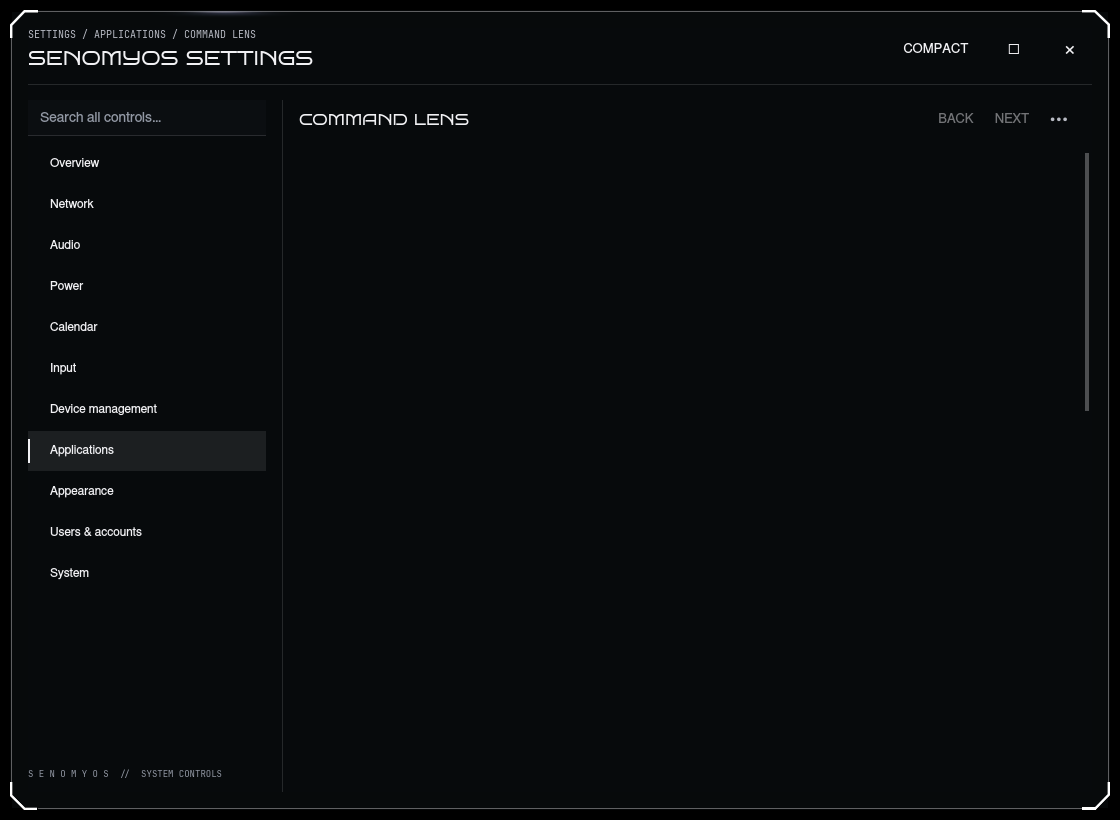 SETTINGS / APPLICATIONS / COMMAND LENS
SENOMYOS SETTINGS
COMPACT
Search all controls...
COMMAND LENS
BACK
NEXT
Overview
Network
Audio
Power
Calendar
Input
Device management
Applications
Appearance
Users & accounts
System
SENOMYOS // SYSTEM CONTROLS